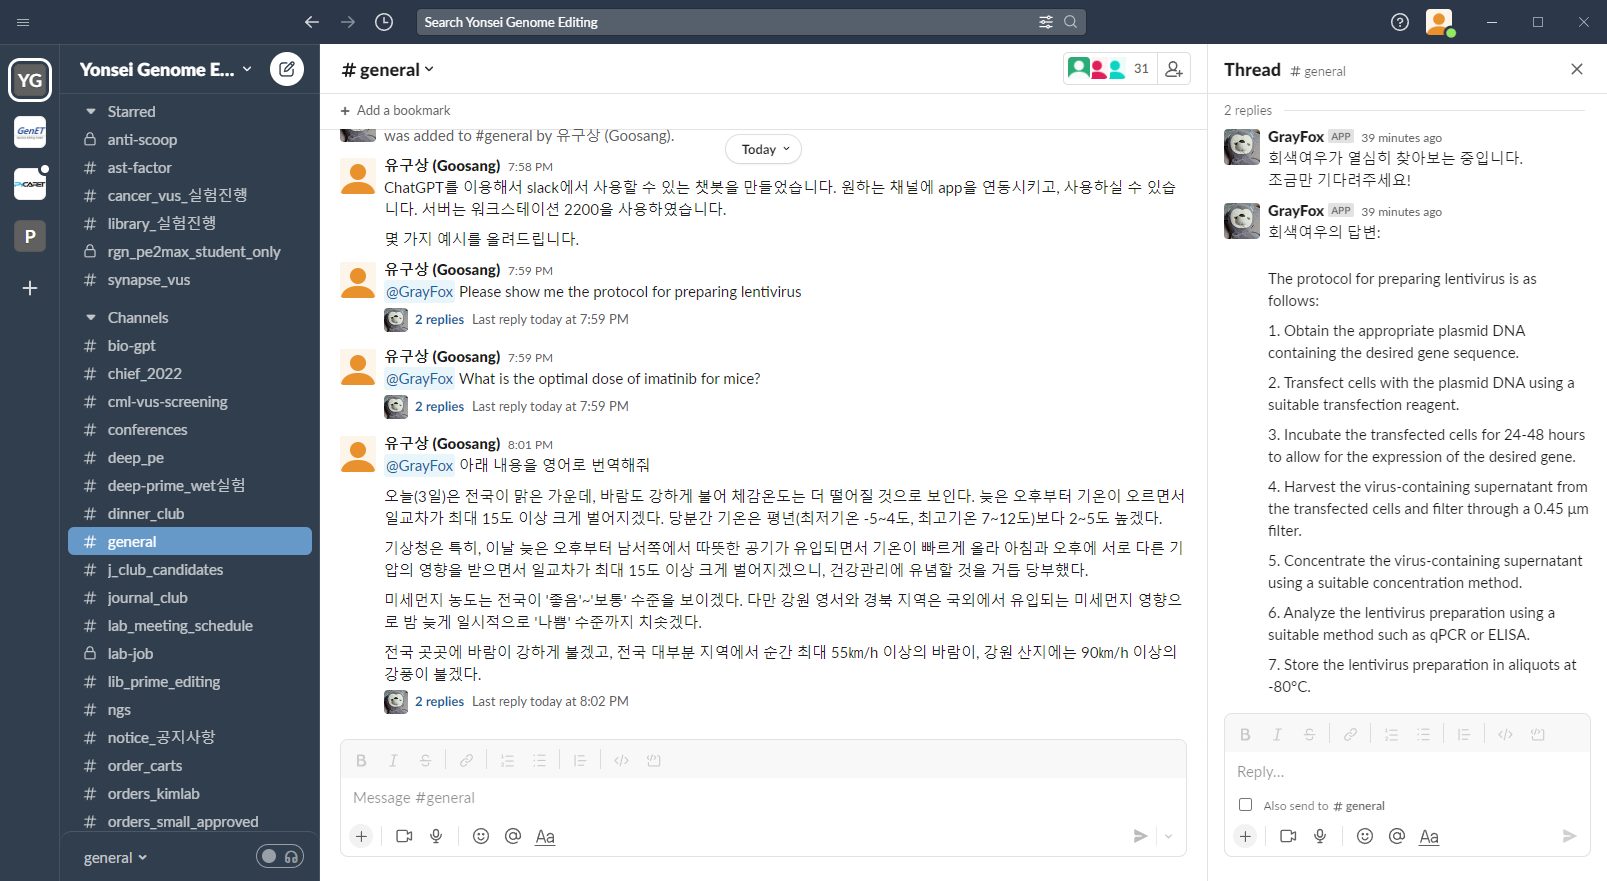 Search Yonsei Genome Editing
YG
GenET
P
Yonsei Genome E...
Starred
anti-scoop
# ast-factor
# cancer_vus_실험진행
# library_실험진행
rgn_pe2max_student_only
# synapse_vus
Channels
# bio-gpt
# chief_2022
# cml-vus-screening
# conferences
# deep_pe
# deep-prime_wet실험
# dinner_club
# general
# j_club_candidates
# journal_club
# lab_meeting_schedule
lab-job
# lib_prime_editing
# ngs
# notice_공지사항
# order_carts
# orders_kimlab
# orders_small_approved
general
# general
31
+ Add a bookmark
was added to #general by 유구상 (Goosang).
Today
유구상 (Goosang) 7:58 PM
ChatGPT를 이용해서 slack에서 사용할 수 있는 챗봇을 만들었습니다. 원하는 채널에 app을 연동시키고, 사용하실 수 있습
니다. 서버는 워크스테이션 2200을 사용하였습니다.
몇 가지 예시를 올려드립니다.
유구상 (Goosang) 7:59 PM
@GrayFox Please show me the protocol for preparing lentivirus
2 replies Last reply today at 7:59 PM
유구상 (Goosang) 7:59 PM
@GrayFox What is the optimal dose of imatinib for mice?
2 replies Last reply today at 7:59 PM
유구상 (Goosang) 8:01 PM
@GrayFox 아래 내용을 영어로 번역해줘
오늘(3일)은 전국이 맑은 가운데, 바람도 강하게 불어 체감온도는 더 떨어질 것으로 보인다. 늦은 오후부터 기온이 오르면서
일교차가 최대 15도 이상 크게 벌어지겠다. 당분간 기온은 평년(최저기온 -5~4도, 최고기온 7~12도)보다 2~5도 높겠다.
기상청은 특히, 이날 늦은 오후부터 남서쪽에서 따뜻한 공기가 유입되면서 기온이 빠르게 올라 아침과 오후에 서로 다른 기
압의 영향을 받으면서 일교차가 최대 15도 이상 크게 벌어지겠으니, 건강관리에 유념할 것을 거듭 당부했다.
미세먼지 농도는 전국이 '좋음'~'보통' 수준을 보이겠다. 다만 강원 영서와 경북 지역은 국외에서 유입되는 미세먼지 영향으
로 밤 늦게 일시적으로 '나쁨' 수준까지 치솟겠다.
전국 곳곳에 바람이 강하게 불겠고, 전국 대부분 지역에서 순간 최대 55㎞/h 이상의 바람이, 강원 산지에는 90㎞/h 이상의
강풍이 불겠다.
2 replies Last reply today at 8:02 PM
B I S
Message #general
+ @ Aa
Thread # general
2 replies
GrayFox APP 39 minutes ago
회색여우가 열심히 찾아보는 중입니다.
조금만 기다려주세요!
GrayFox APP 39 minutes ago
회색여우의 답변:
The protocol for preparing lentivirus is as
follows:
1. Obtain the appropriate plasmid DNA
containing the desired gene sequence.
2. Transfect cells with the plasmid DNA using a
suitable transfection reagent.
3. Incubate the transfected cells for 24-48 hours
to allow for the expression of the desired gene.
4. Harvest the virus-containing supernatant from
the transfected cells and filter through a 0.45 μm
filter.
5. Concentrate the virus-containing supernatant
using a suitable concentration method.
6. Analyze the lentivirus preparation using a
suitable method such as qPCR or ELISA.
7. Store the lentivirus preparation in aliquots at
-80°C.
B I S
Reply...
Also send to # general
+ @ Aa